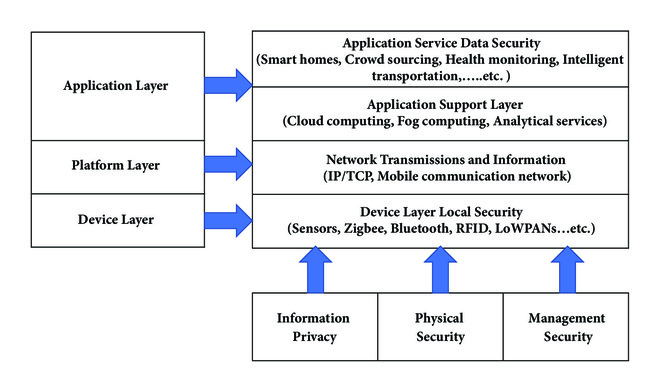 Application Layer
Platform Layer
Device Layer
Application Service Data Security
(Smart homes, Crowd sourcing, Health monitoring, Intelligent
transportation,…..etc. )
Application Support Layer
(Cloud computing, Fog computing, Analytical services)
Network Transmissions and Information
(IP/TCP, Mobile communication network)
Device Layer Local Security
(Sensors, Zigbee, Bluetooth, RFID, LoWPANs…etc.)
Information
Privacy
Physical
Security
Management
Security